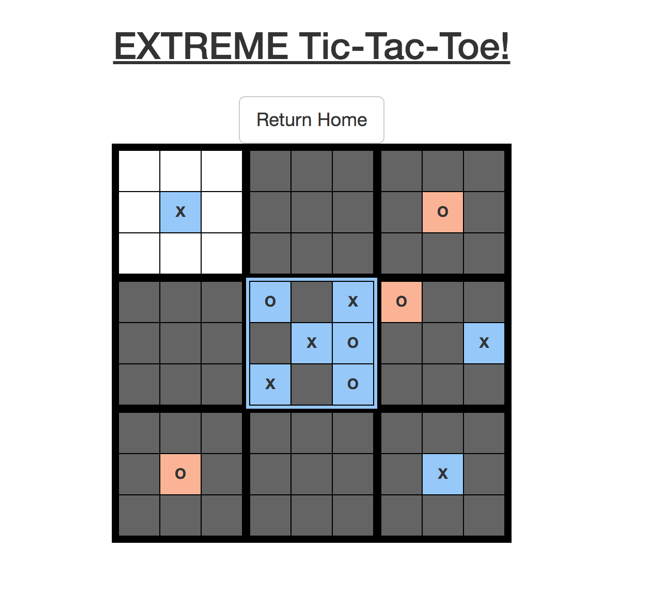 EXTREME Tic-Tac-Toe!
Return Home
X O
O X O
X O X
X O
O X